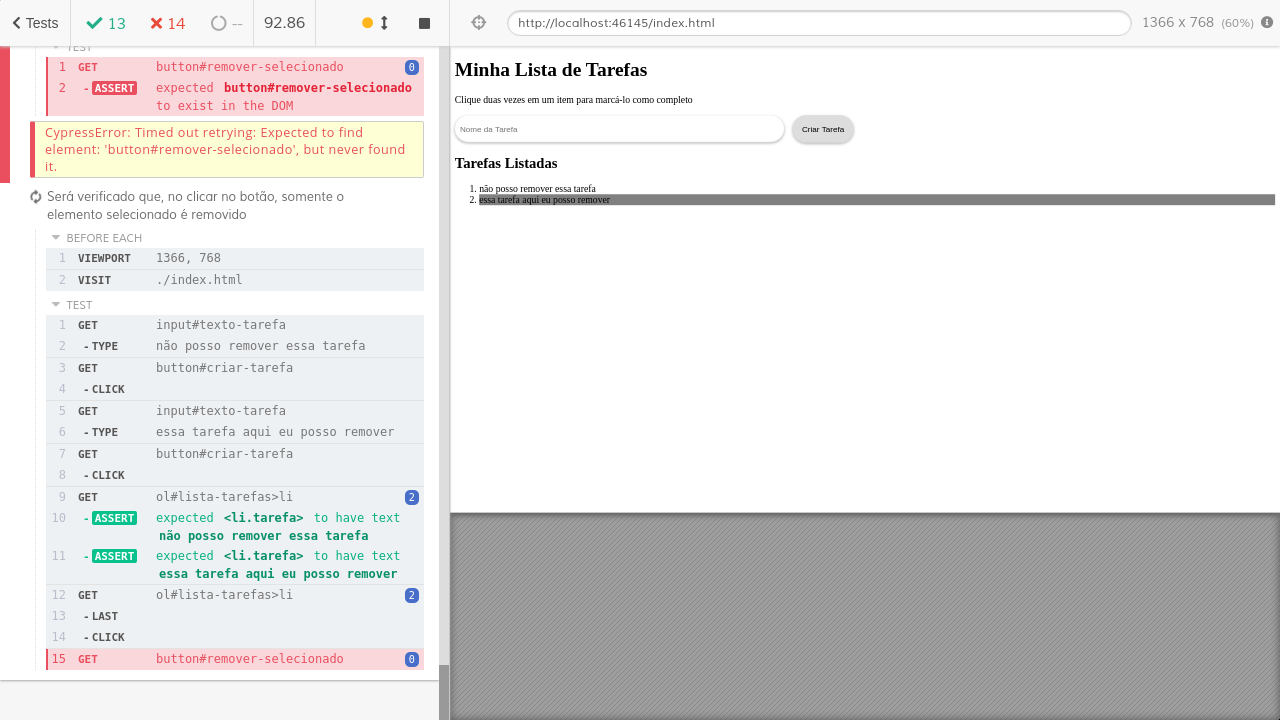 Tests 13 14 -- 92.86
TEST
1 GET button#remover-selecionado 0
2 -ASSERT expected button#remover-selecionado
to exist in the DOM
CypressError: Timed out retrying: Expected to find
element: 'button#remover-selecionado', but never found
it.
Será verificado que, no clicar no botão, somente o
elemento selecionado é removido
BEFORE EACH
1 VIEWPORT 1366, 768
2 VISIT ./index.html
TEST
1 GET input#texto-tarefa
2 -TYPE não posso remover essa tarefa
3 GET button#criar-tarefa
4 -CLICK
5 GET input#texto-tarefa
6 -TYPE essa tarefa aqui eu posso remover
7 GET button#criar-tarefa
8 -CLICK
9 GET ol#lista-tarefas>li 2
10 -ASSERT expected <li.tarefa> to have text
não posso remover essa tarefa
11 -ASSERT expected <li.tarefa> to have text
essa tarefa aqui eu posso remover
12 GET ol#lista-tarefas>li 2
13 -LAST
14 -CLICK
15 GET button#remover-selecionado 0
http://localhost:46145/index.html 1366 x 768 (60%)
Minha Lista de Tarefas
Clique duas vezes em um item para marcá-lo como completo
Nome da Tarefa Criar Tarefa
Tarefas Listadas
1. não posso remover essa tarefa
2. essa tarefa aqui eu posso remover